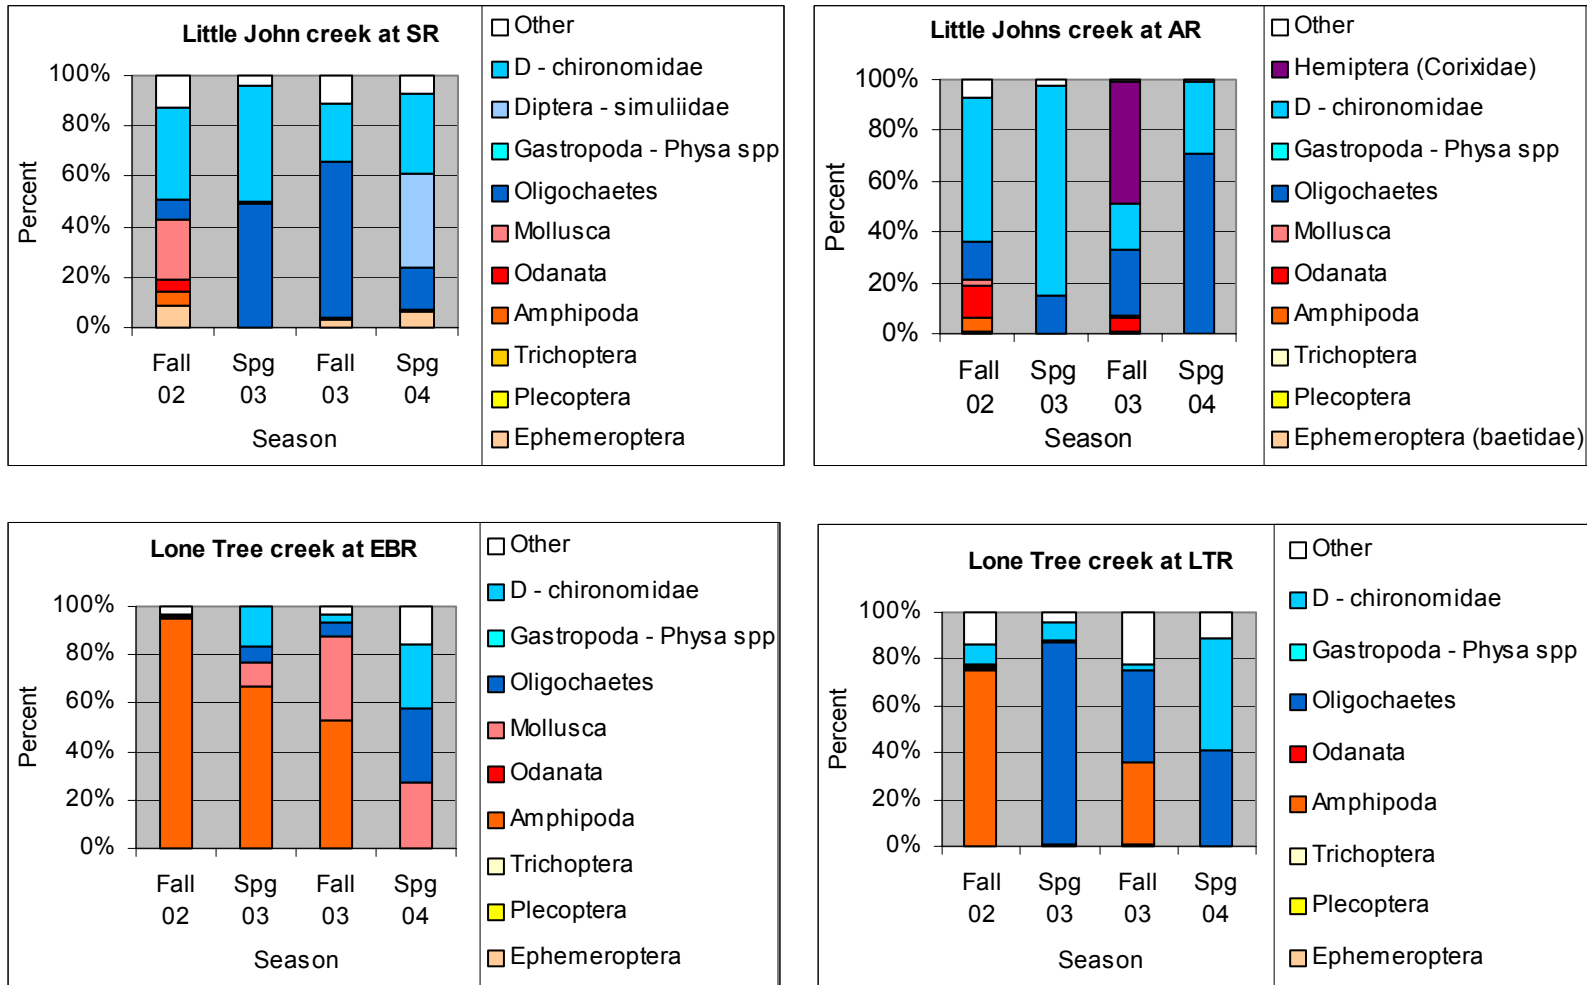 Little John creek at SR
100%
80%
60%
40%
20%
0%
Percent
Fall Spg Fall Spg
02 03 03 04
Season
Other
D - chironomidae
Diptera - simuliidae
Gastropoda - Physa spp
Oligochaetes
Mollusca
Odanata
Amphipoda
Trichoptera
Plecoptera
Ephemeroptera
Little Johns creek at AR
100%
80%
60%
40%
20%
0%
Percent
Fall Spg Fall Spg
02 03 03 04
Season
Other
Hemiptera (Corixidae)
D - chironomidae
Gastropoda - Physa spp
Oligochaetes
Mollusca
Odanata
Amphipoda
Trichoptera
Plecoptera
Ephemeroptera (baetidae)
Lone Tree creek at EBR
100%
80%
60%
40%
20%
0%
Percent
Fall Spg Fall Spg
02 03 03 04
Season
Other
D - chironomidae
Gastropoda - Physa spp
Oligochaetes
Mollusca
Odanata
Amphipoda
Trichoptera
Plecoptera
Ephemeroptera
Lone Tree creek at LTR
100%
80%
60%
40%
20%
0%
Percent
Fall Spg Fall Spg
02 03 03 04
Season
Other
D - chironomidae
Gastropoda - Physa spp
Oligochaetes
Odanata
Amphipoda
Trichoptera
Plecoptera
Ephemeroptera